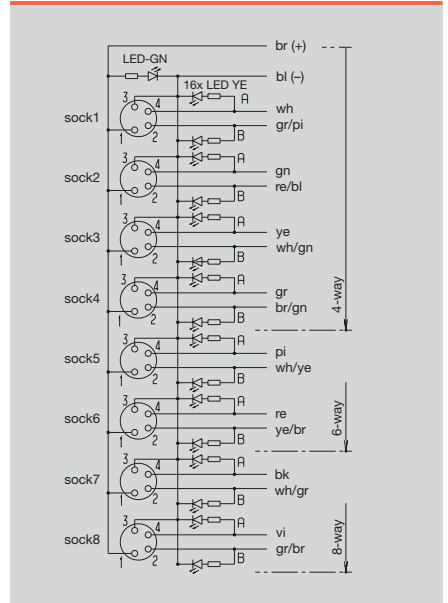 br (+)
LED-GN
bl (–)
16x LED YE
3 4 A
sock1 wh
gr/pi
1 2 B
3 4 A
sock2 gn
re/bl
1 2 B
3 4 A
sock3 ye
wh/gn
1 2 B
3 4 A
sock4 gr
br/gn
1 2 B
4-way
3 4 A
sock5 pi
wh/ye
1 2 B
3 4 A
sock6 re
ye/br
1 2 B
6-way
3 4 A
sock7 bk
wh/gr
1 2 B
3 4 A
sock8 vi
gr/br
1 2 B
8-way